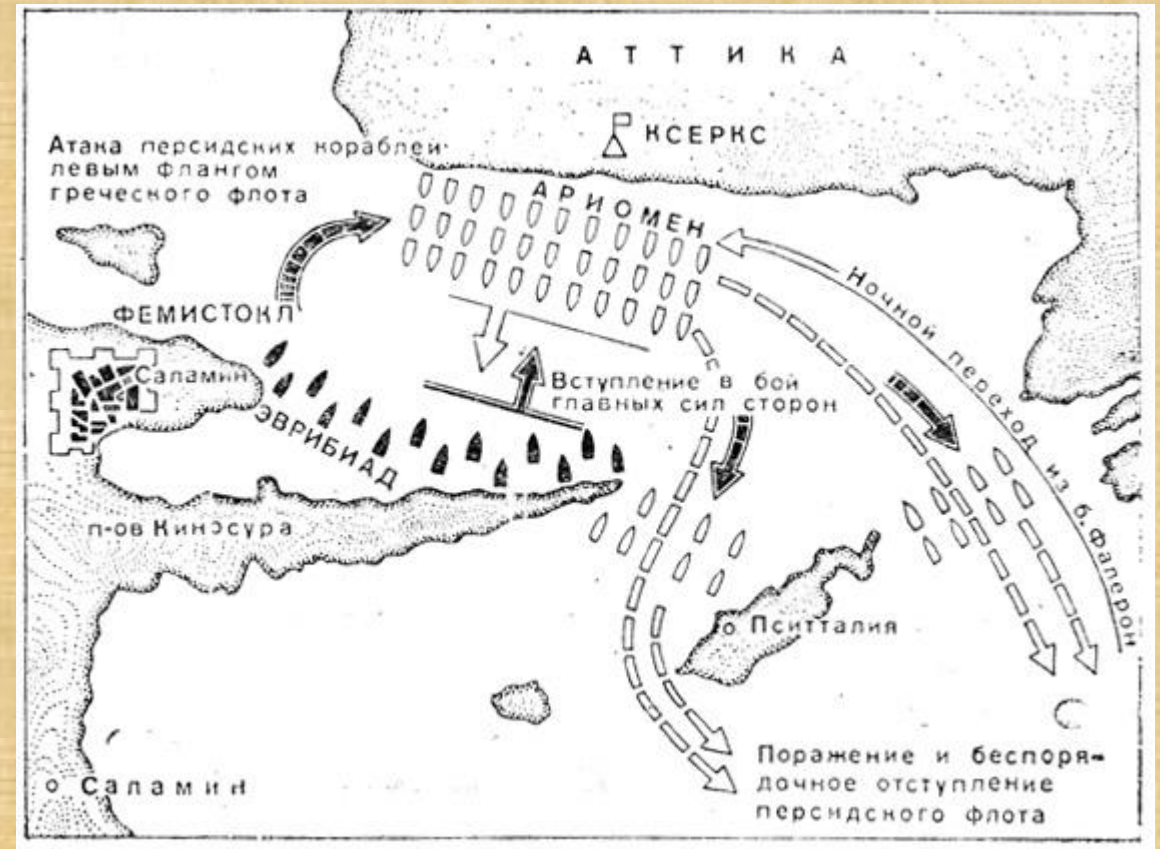 АТТИКА
КСЕРКС
Атака персидских кораблей
левым флангом
греческого флота
АРИОМЕН
Ночной переход из б. Фалерон
ФЕМИСТОКЛ
Саламин
ЭВРИБИАД
Вступление в бой
главных сил сторон
п-ов Киносура
Пситталия
Поражение и беспоря-
дочное отступление
персидского флота
Саламин